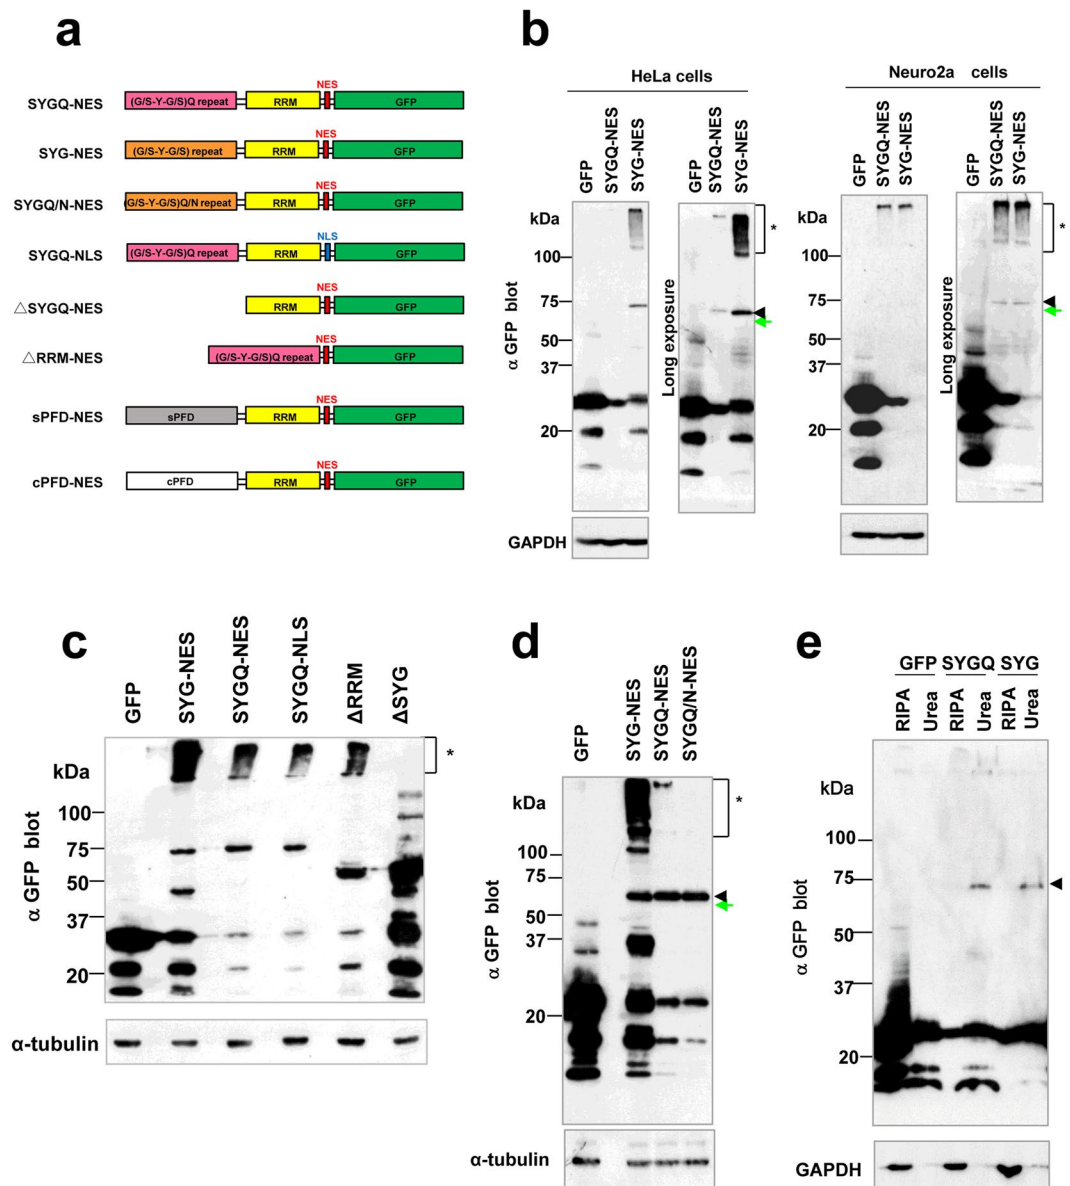 a
NES
SYGQ-NES (G/S-Y-G/S)Q repeat RRM GFP
NES
SYG-NES (G/S-Y-G/S) repeat RRM GFP
NES
SYGQ/N-NES (G/S-Y-G/S)Q/N repeat RRM GFP
NLS
SYGQ-NLS (G/S-Y-G/S)Q repeat RRM GFP
NES
△SYGQ-NES RRM GFP
NES
△RRM-NES (G/S-Y-G/S)Q repeat GFP
NES
sPFD-NES sPFD RRM GFP
NES
cPFD-NES cPFD RRM GFP
b
HeLa cells
GFP
SYGQ-NES
SYG-NES
GFP
SYGQ-NES
SYG-NES
kDa
100
75
50
37
20
α GFP blot
Long exposure
*
GAPDH
Neuro2a cells
GFP
SYGQ-NES
SYG-NES
GFP
SYGQ-NES
SYG-NES
kDa
100
75
50
37
20
Long exposure
*
c
GFP
SYG-NES
SYGQ-NES
SYGQ-NLS
ΔRRM
ΔSYG
kDa
100
75
50
37
20
α GFP blot
*
α-tubulin
d
GFP
SYG-NES
SYGQ-NES
SYGQ/N-NES
kDa
100
75
50
37
20
α GFP blot
*
α-tubulin
e
GFP SYGQ SYG
RIPA
Urea
RIPA
Urea
RIPA
Urea
kDa
100
75
50
37
20
α GFP blot
GAPDH